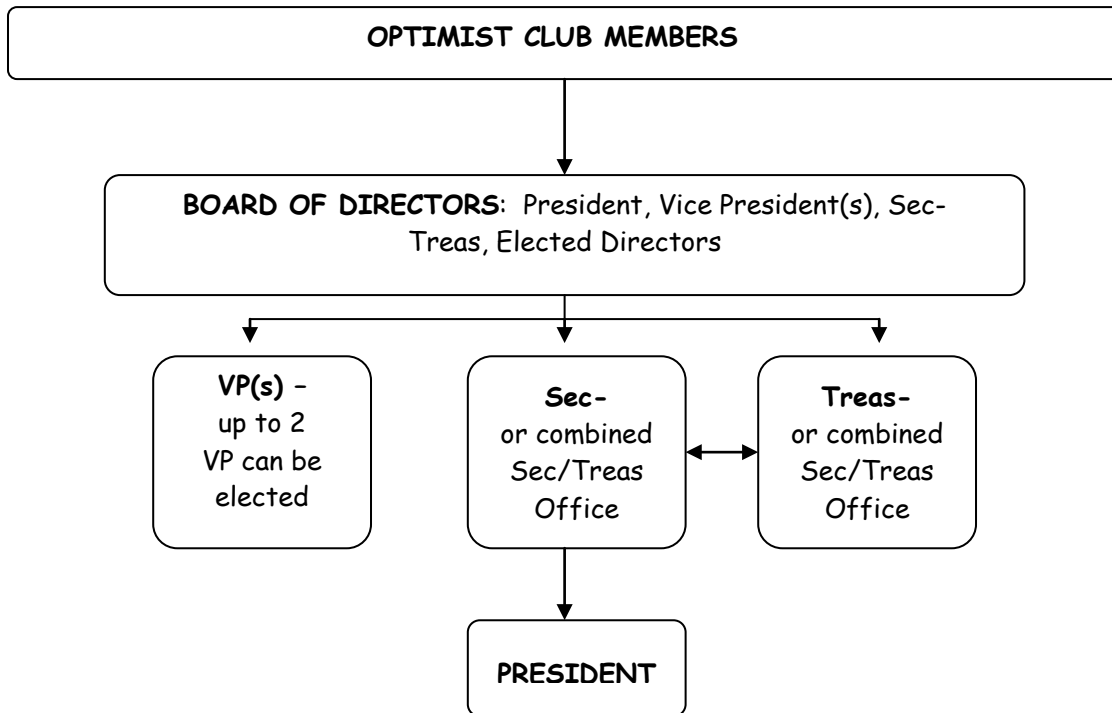 OPTIMIST CLUB MEMBERS
BOARD OF DIRECTORS: President, Vice President(s), Sec-
Treas, Elected Directors
VP(s) –
up to 2
VP can be
elected
Sec-
or combined
Sec/Treas
Office
Treas-
or combined
Sec/Treas
Office
PRESIDENT